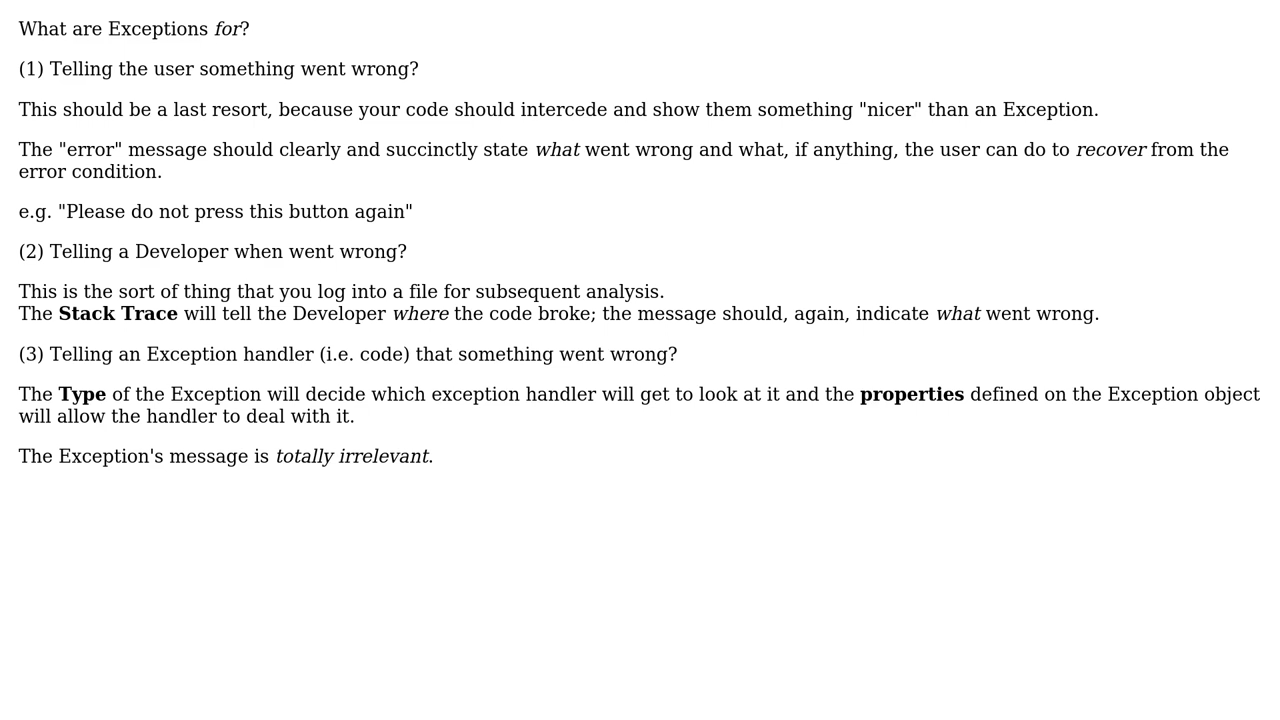 What are Exceptions for?
(1) Telling the user something went wrong?
This should be a last resort, because your code should intercede and show them something "nicer" than an Exception.
The "error" message should clearly and succinctly state what went wrong and what, if anything, the user can do to recover from the
error condition.
e.g. "Please do not press this button again"
(2) Telling a Developer when went wrong?
This is the sort of thing that you log into a file for subsequent analysis.
The Stack Trace will tell the Developer where the code broke; the message should, again, indicate what went wrong.
(3) Telling an Exception handler (i.e. code) that something went wrong?
The Type of the Exception will decide which exception handler will get to look at it and the properties defined on the Exception object
will allow the handler to deal with it.
The Exception's message is totally irrelevant.